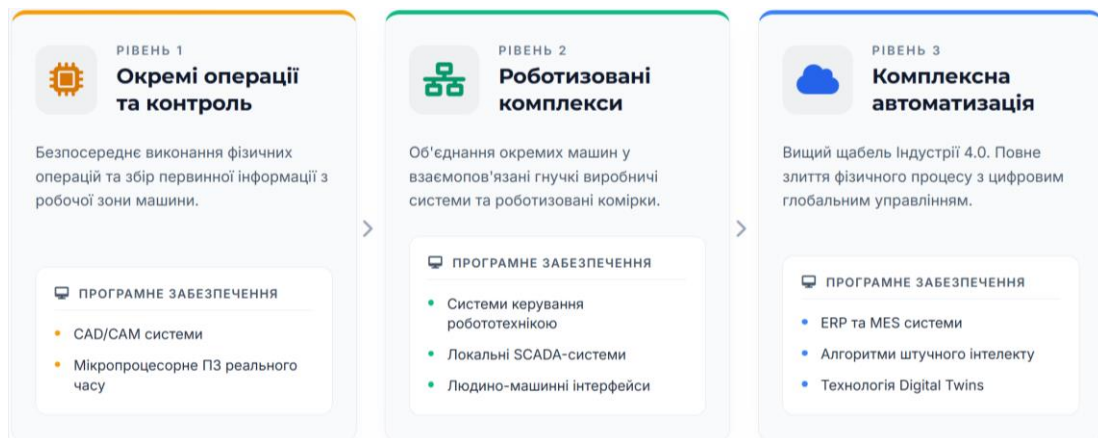 РІВЕНЬ 1
Окремі операції
та контроль
Безпосереднє виконання фізичних
операцій та збір первинної інформації з
робочої зони машини.
ПРОГРАМНЕ ЗАБЕЗПЕЧЕННЯ
CAD/CAM системи
Мікропроцесорне ПЗ реального
часу
РІВЕНЬ 2
Роботизовані
комплекси
Об'єднання окремих машин у
взаємопов'язані гнучкі виробничі
системи та роботизовані комірки.
ПРОГРАМНЕ ЗАБЕЗПЕЧЕННЯ
Системи керування
робототехнікою
Локальні SCADA-системи
Людино-машинні інтерфейси
РІВЕНЬ 3
Комплексна
автоматизація
Вищий щабель Індустрії 4.0. Повне
злиття фізичного процесу з цифровим
глобальним управлінням.
ПРОГРАМНЕ ЗАБЕЗПЕЧЕННЯ
ERP та MES системи
Алгоритми штучного інтелекту
Технологія Digital Twins